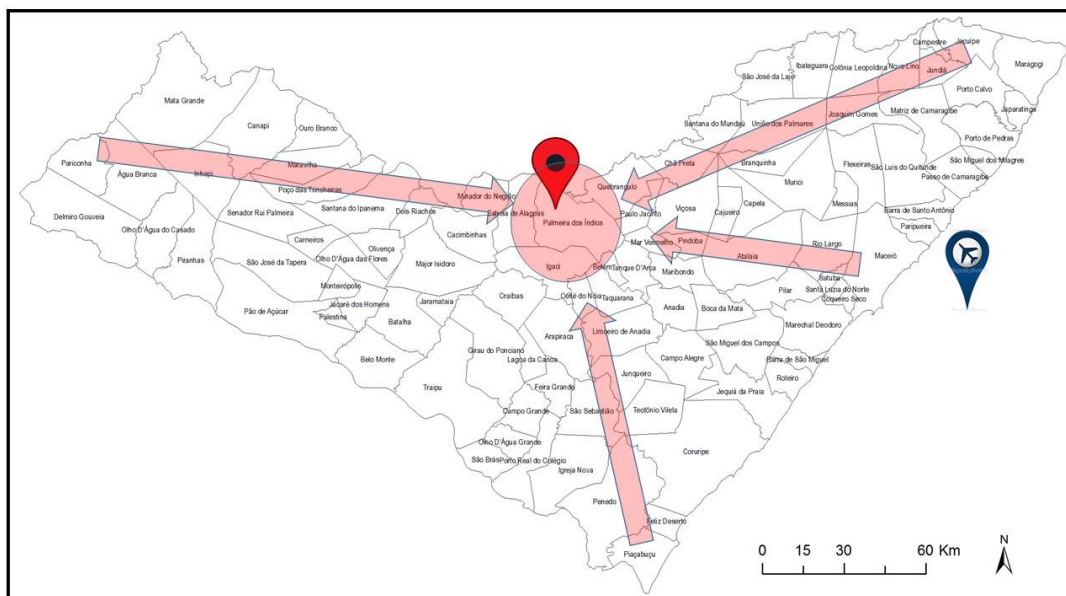 Campestre
Jacuípe
Ibateguara
Colônia Leopoldina
Novo Lino
Jundiá
Maragogi
São José da Laje
Mata Grande
Porto Calvo
Japaratinga
Matriz de Camaragibe
Canapi
Ouro Branco
Santana do Mundaú
União dos Palmares
Joaquim Gomes
Porto de Pedras
Pariconha
Água Branca
Inhapi
Maravilha
Chã Preta
Branquinha
Flexeiras
São Luis do Quitunde
São Miguel dos Milagres
Passo de Camaragibe
Poço das Trincheiras
Minador do Negrão
Quebrangulo
Murici
Delmiro Gouveia
Senador Rui Palmeira
Santana do Ipanema
Dois Riachos
Estrela de Alagoas
Palmeira dos Índios
Paulo Jacinto
Viçosa
Cajueiro
Capela
Messias
Barra de Santo Antônio
Paripueira
Olho D'Água do Casado
Carneiros
Olivença
Cacimbinhas
Mar Vermelho
Pindoba
Atalaia
Rio Largo
Maceió
Piranhas
São José da Tapera
Olho D'Água das Flores
Major Isidoro
Igaci
Belém
Tanque D'Arca
Maribondo
Satuba
Santa Luzia do Norte
Coqueiro Seco
Monteirópolis
Jacaré dos Homens
Jaramataia
Craíbas
Coité do Nóia
Taquarana
Anadia
Boca da Mata
Pilar
Pão de Açúcar
Palestina
Batalha
Arapiraca
Limoeiro de Anadia
Marechal Deodoro
Belo Monte
Girau do Ponciano
Lagoa da Canoa
Campo Alegre
São Miguel dos Campos
Barra de São Miguel
Roteiro
Traipu
Feira Grande
Junqueiro
Jequiá da Praia
Campo Grande
São Sebastião
Teotônio Vilela
Olho D'Água Grande
São Brás
Porto Real do Colégio
Igreja Nova
Coruripe
Penedo
Feliz Deserto
Piaçabuçu
0 15 30 60 Km
N